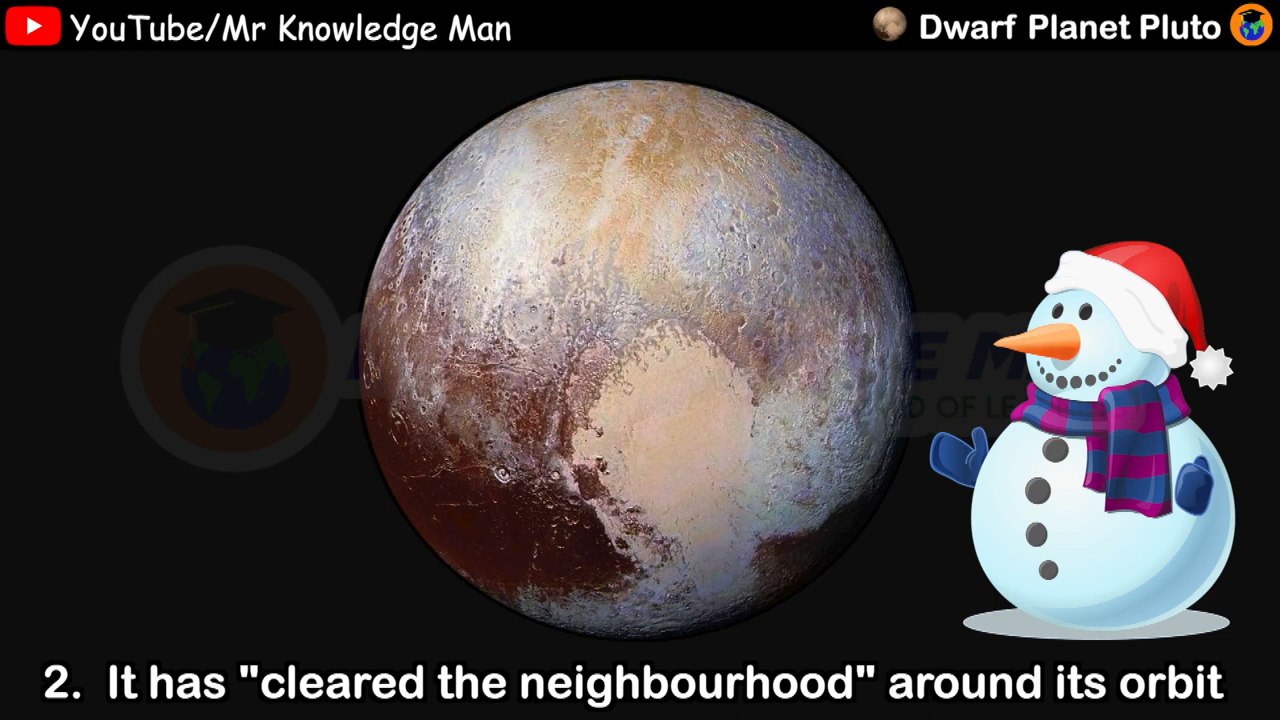 YouTube/Mr Knowledge Man
Dwarf Planet Pluto
2. It has "cleared the neighbourhood" around its orbit